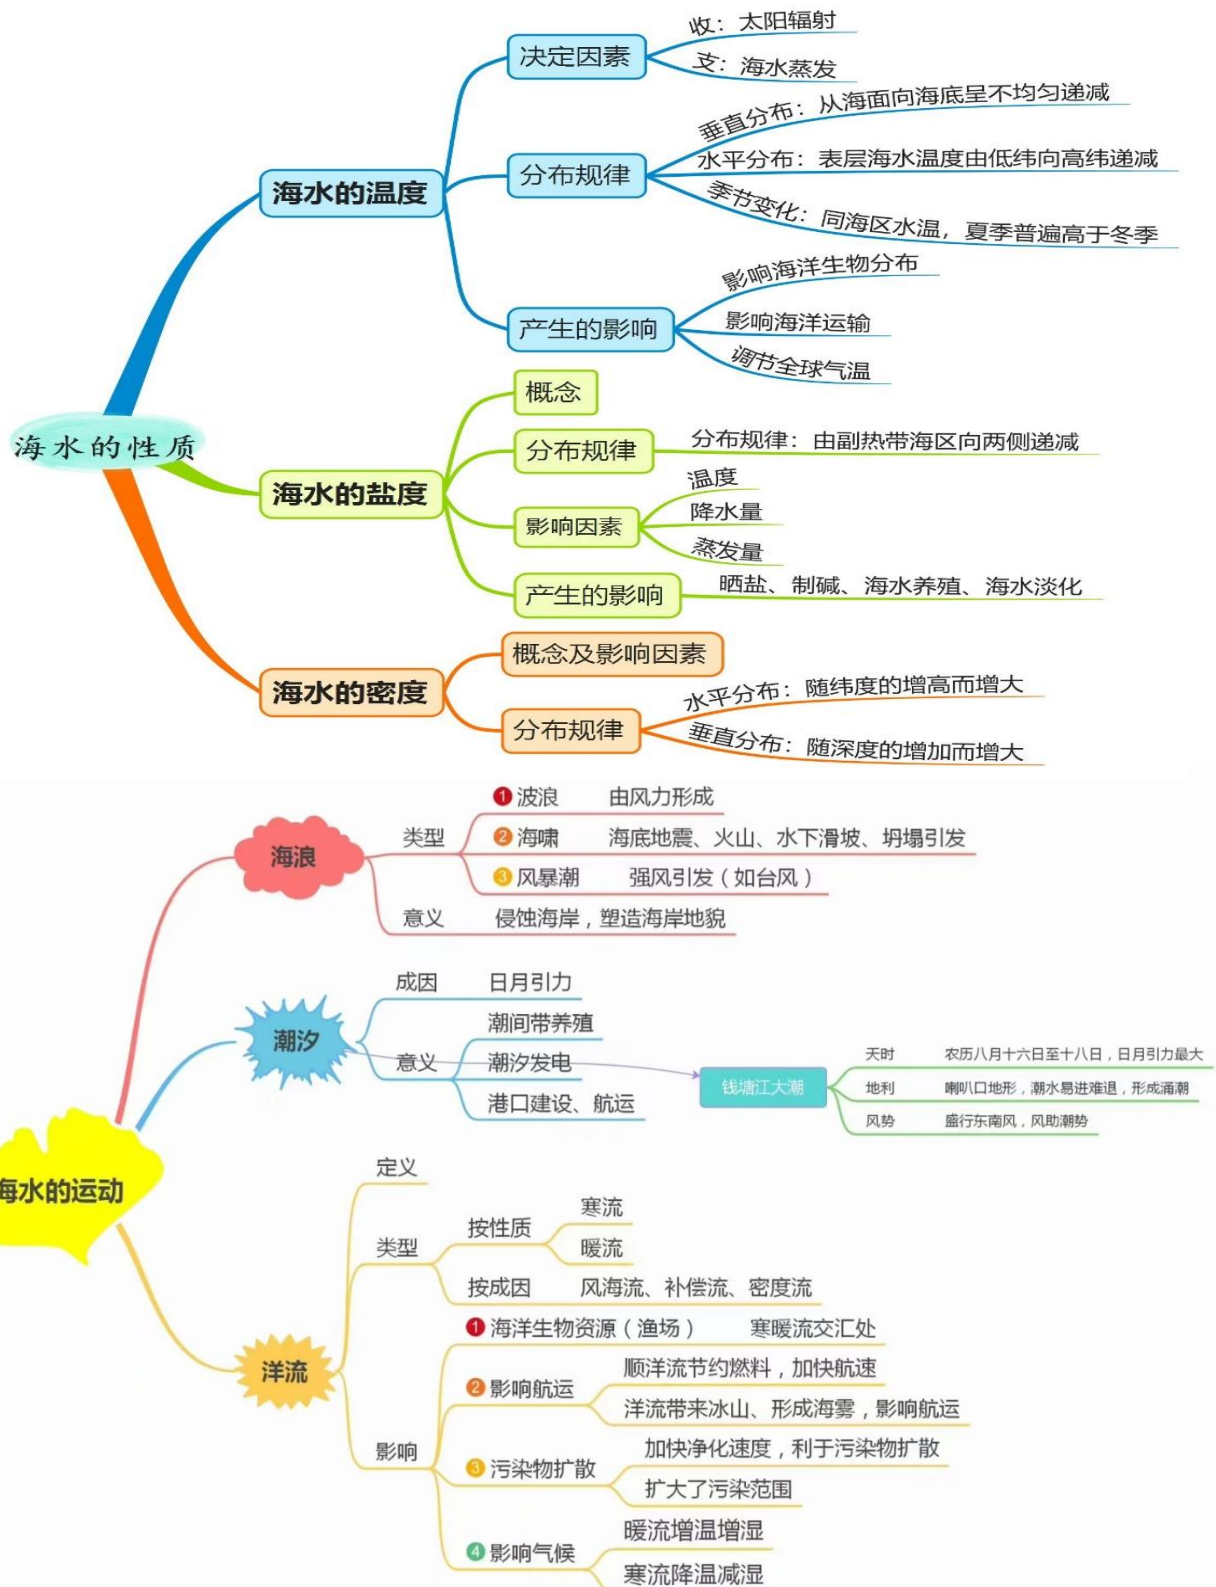 海水的性质
海水的温度
决定因素
收：太阳辐射
支：海水蒸发
分布规律
垂直分布：从海面向海底呈不均匀递减
水平分布：表层海水温度由低纬向高纬递减
季节变化：同海区水温，夏季普遍高于冬季
产生的影响
影响海洋生物分布
影响海洋运输
调节全球气温
海水的盐度
概念
分布规律
分布规律：由副热带海区向两侧递减
影响因素
温度
降水量
蒸发量
产生的影响
晒盐、制碱、海水养殖、海水淡化
海水的密度
概念及影响因素
分布规律
水平分布：随纬度的增高而增大
垂直分布：随深度的增加而增大
海水的运动
海浪
类型
1 波浪 由风力形成
2 海啸 海底地震、火山、水下滑坡、坍塌引发
3 风暴潮 强风引发（如台风）
意义 侵蚀海岸，塑造海岸地貌
潮汐
成因 日月引力
意义
潮间带养殖
潮汐发电
港口建设、航运
钱塘江大潮
天时 农历八月十六日至十八日，日月引力最大
地利 喇叭口地形，潮水易进难退，形成涌潮
风势 盛行东南风，风助潮势
洋流
定义
类型
按性质
寒流
暖流
按成因 风海流、补偿流、密度流
影响
1 海洋生物资源（渔场） 寒暖流交汇处
2 影响航运
顺洋流节约燃料，加快航速
洋流带来冰山、形成海雾，影响航运
3 污染物扩散
加快净化速度，利于污染物扩散
扩大了污染范围
4 影响气候
暖流增温增湿
寒流降温减湿